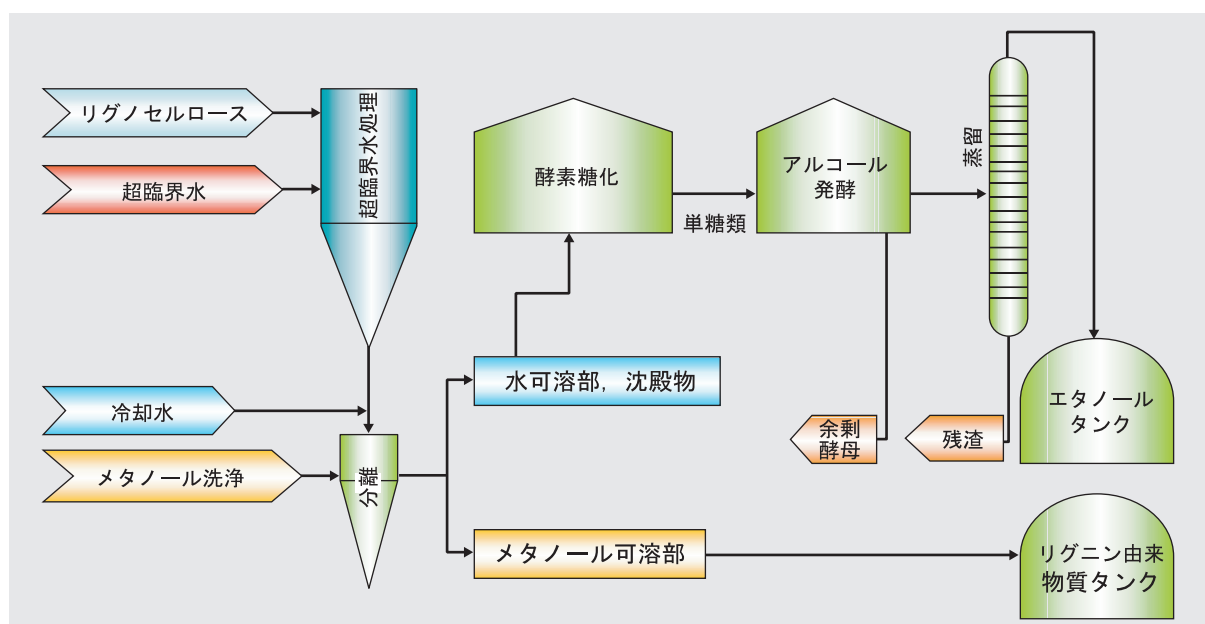 リグノセルロース
超臨界水
超臨界水処理
冷却水
メタノール洗浄
分離
水可溶部，沈殿物
メタノール可溶部
酵素糖化
単糖類
アルコール
発酵
余剰
酵母
蒸留
残渣
エタノール
タンク
リグニン由来
物質タンク